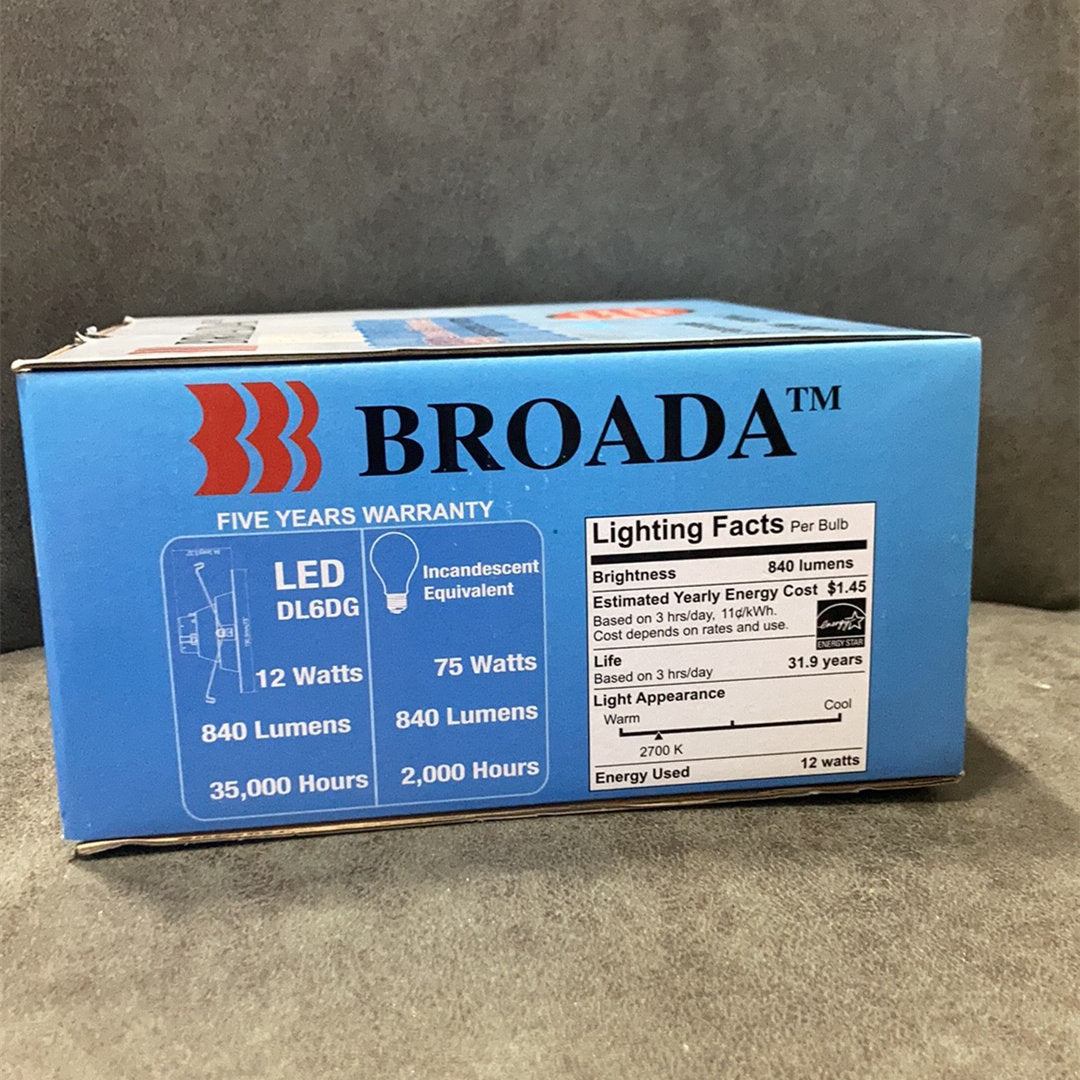 BROADA
BROADA™
FIVE YEARS WARRANTY
LED
DL6DG
12 Watts
840 Lumens
35,000 Hours
Incandescent
Equivalent
75 Watts
840 Lumens
2,000 Hours
Lighting Facts Per Bulb
Brightness 840 lumens
Estimated Yearly Energy Cost $1.45
Based on 3 hrs/day, 11¢/kWh.
Cost depends on rates and use.
energy
ENERGY STAR
Life 31.9 years
Based on 3 hrs/day
Light Appearance
Warm Cool
2700 K
Energy Used 12 watts